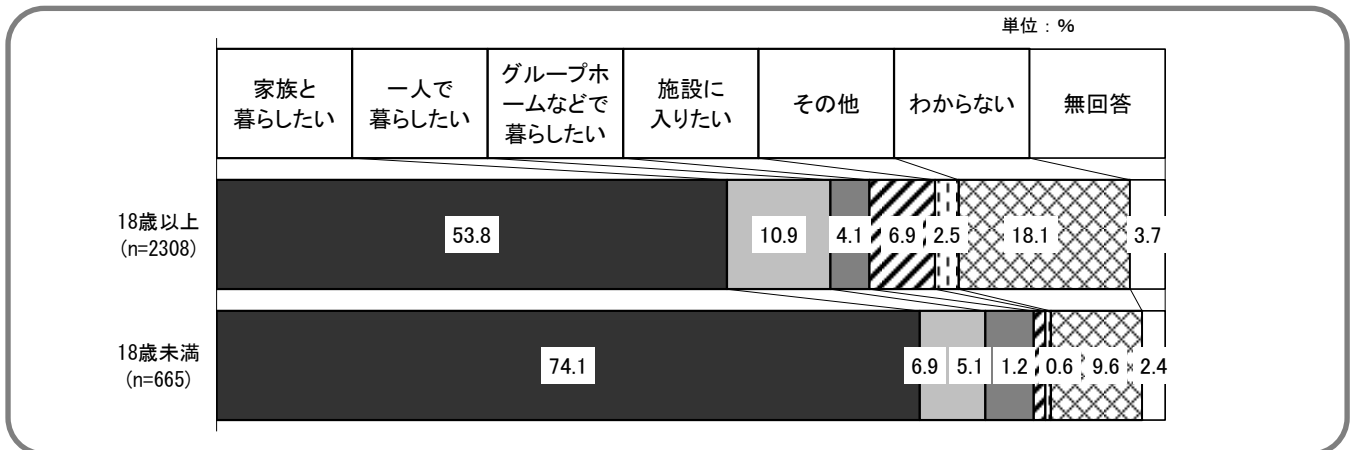 単位：%
家族と
暮らしたい
一人で
暮らしたい
グループホ
ームなどで
暮らしたい
施設に
入りたい
その他
わからない
無回答
18歳以上
(n=2308)
53.8
10.9
4.1
6.9
2.5
18.1
3.7
18歳未満
(n=665)
74.1
6.9
5.1
1.2
0.6
9.6
2.4